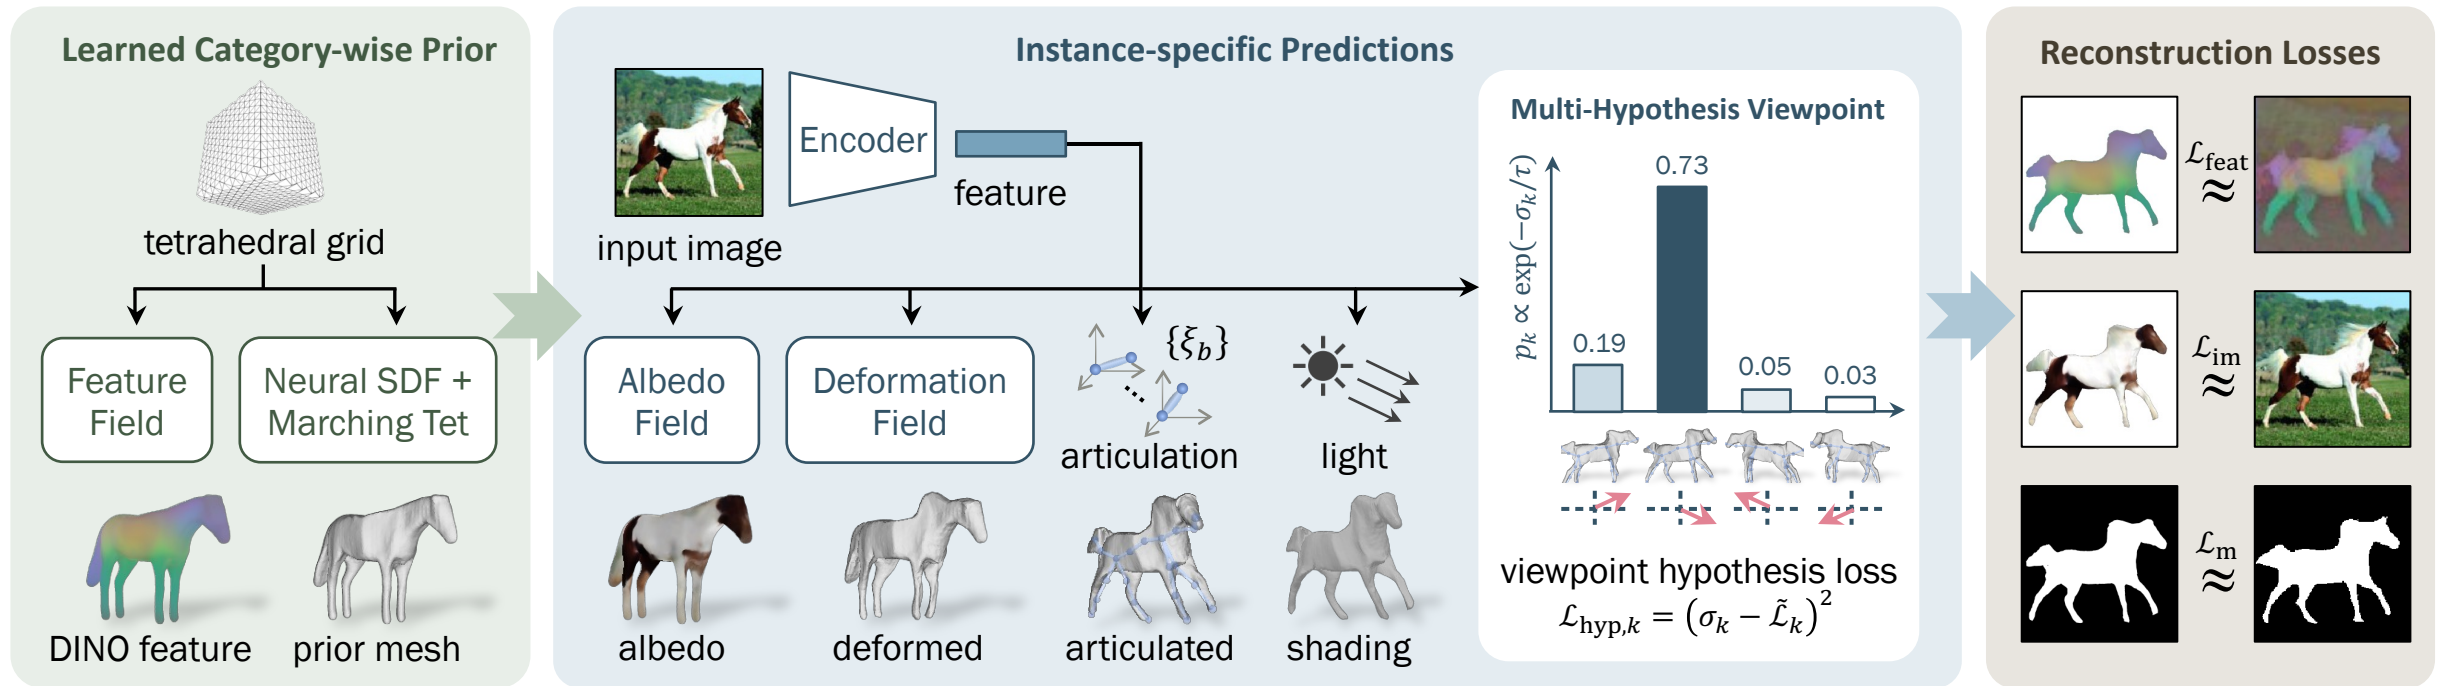 Learned Category-wise Prior
tetrahedral grid
Feature
Field
Neural SDF +
Marching Tet
DINO feature
prior mesh
Instance-specific Predictions
input image
Encoder
feature
Albedo
Field
Deformation
Field
{ξ_b}
articulation
light
albedo
deformed
articulated
shading
Multi-Hypothesis Viewpoint
p_k ∝ exp(−σ_k/τ)
0.19
0.73
0.05
0.03
viewpoint hypothesis loss
ℒ_hyp,k = (σ_k − ℒ̃_k)²
Reconstruction Losses
ℒ_feat
≈
ℒ_im
≈
ℒ_m
≈